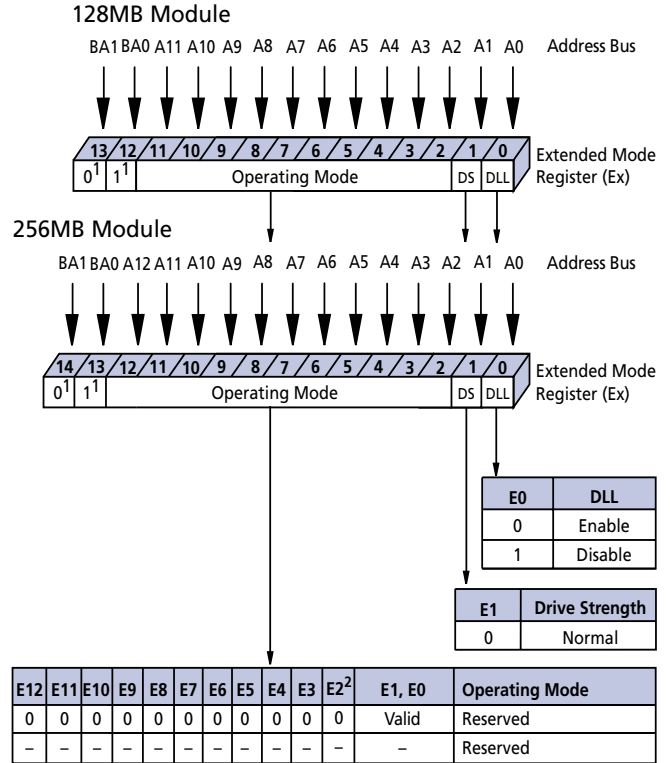 128MB Module
BA1 BA0 A11 A10 A9 A8 A7 A6 A5 A4 A3 A2 A1 A0 Address Bus
13 12 11 10 9 8 7 6 5 4 3 2 1 0
0¹ 1¹ Operating Mode DS DLL
Extended Mode
Register (Ex)
256MB Module
BA1 BA0 A12 A11 A10 A9 A8 A7 A6 A5 A4 A3 A2 A1 A0 Address Bus
14 13 12 11 10 9 8 7 6 5 4 3 2 1 0
0¹ 1¹ Operating Mode DS DLL
Extended Mode
Register (Ex)
E0 DLL
0 Enable
1 Disable
E1 Drive Strength
0 Normal
E12 E11 E10 E9 E8 E7 E6 E5 E4 E3 E2² E1, E0 Operating Mode
0 0 0 0 0 0 0 0 0 0 0 Valid Reserved
– – – – – – – – – – – – Reserved